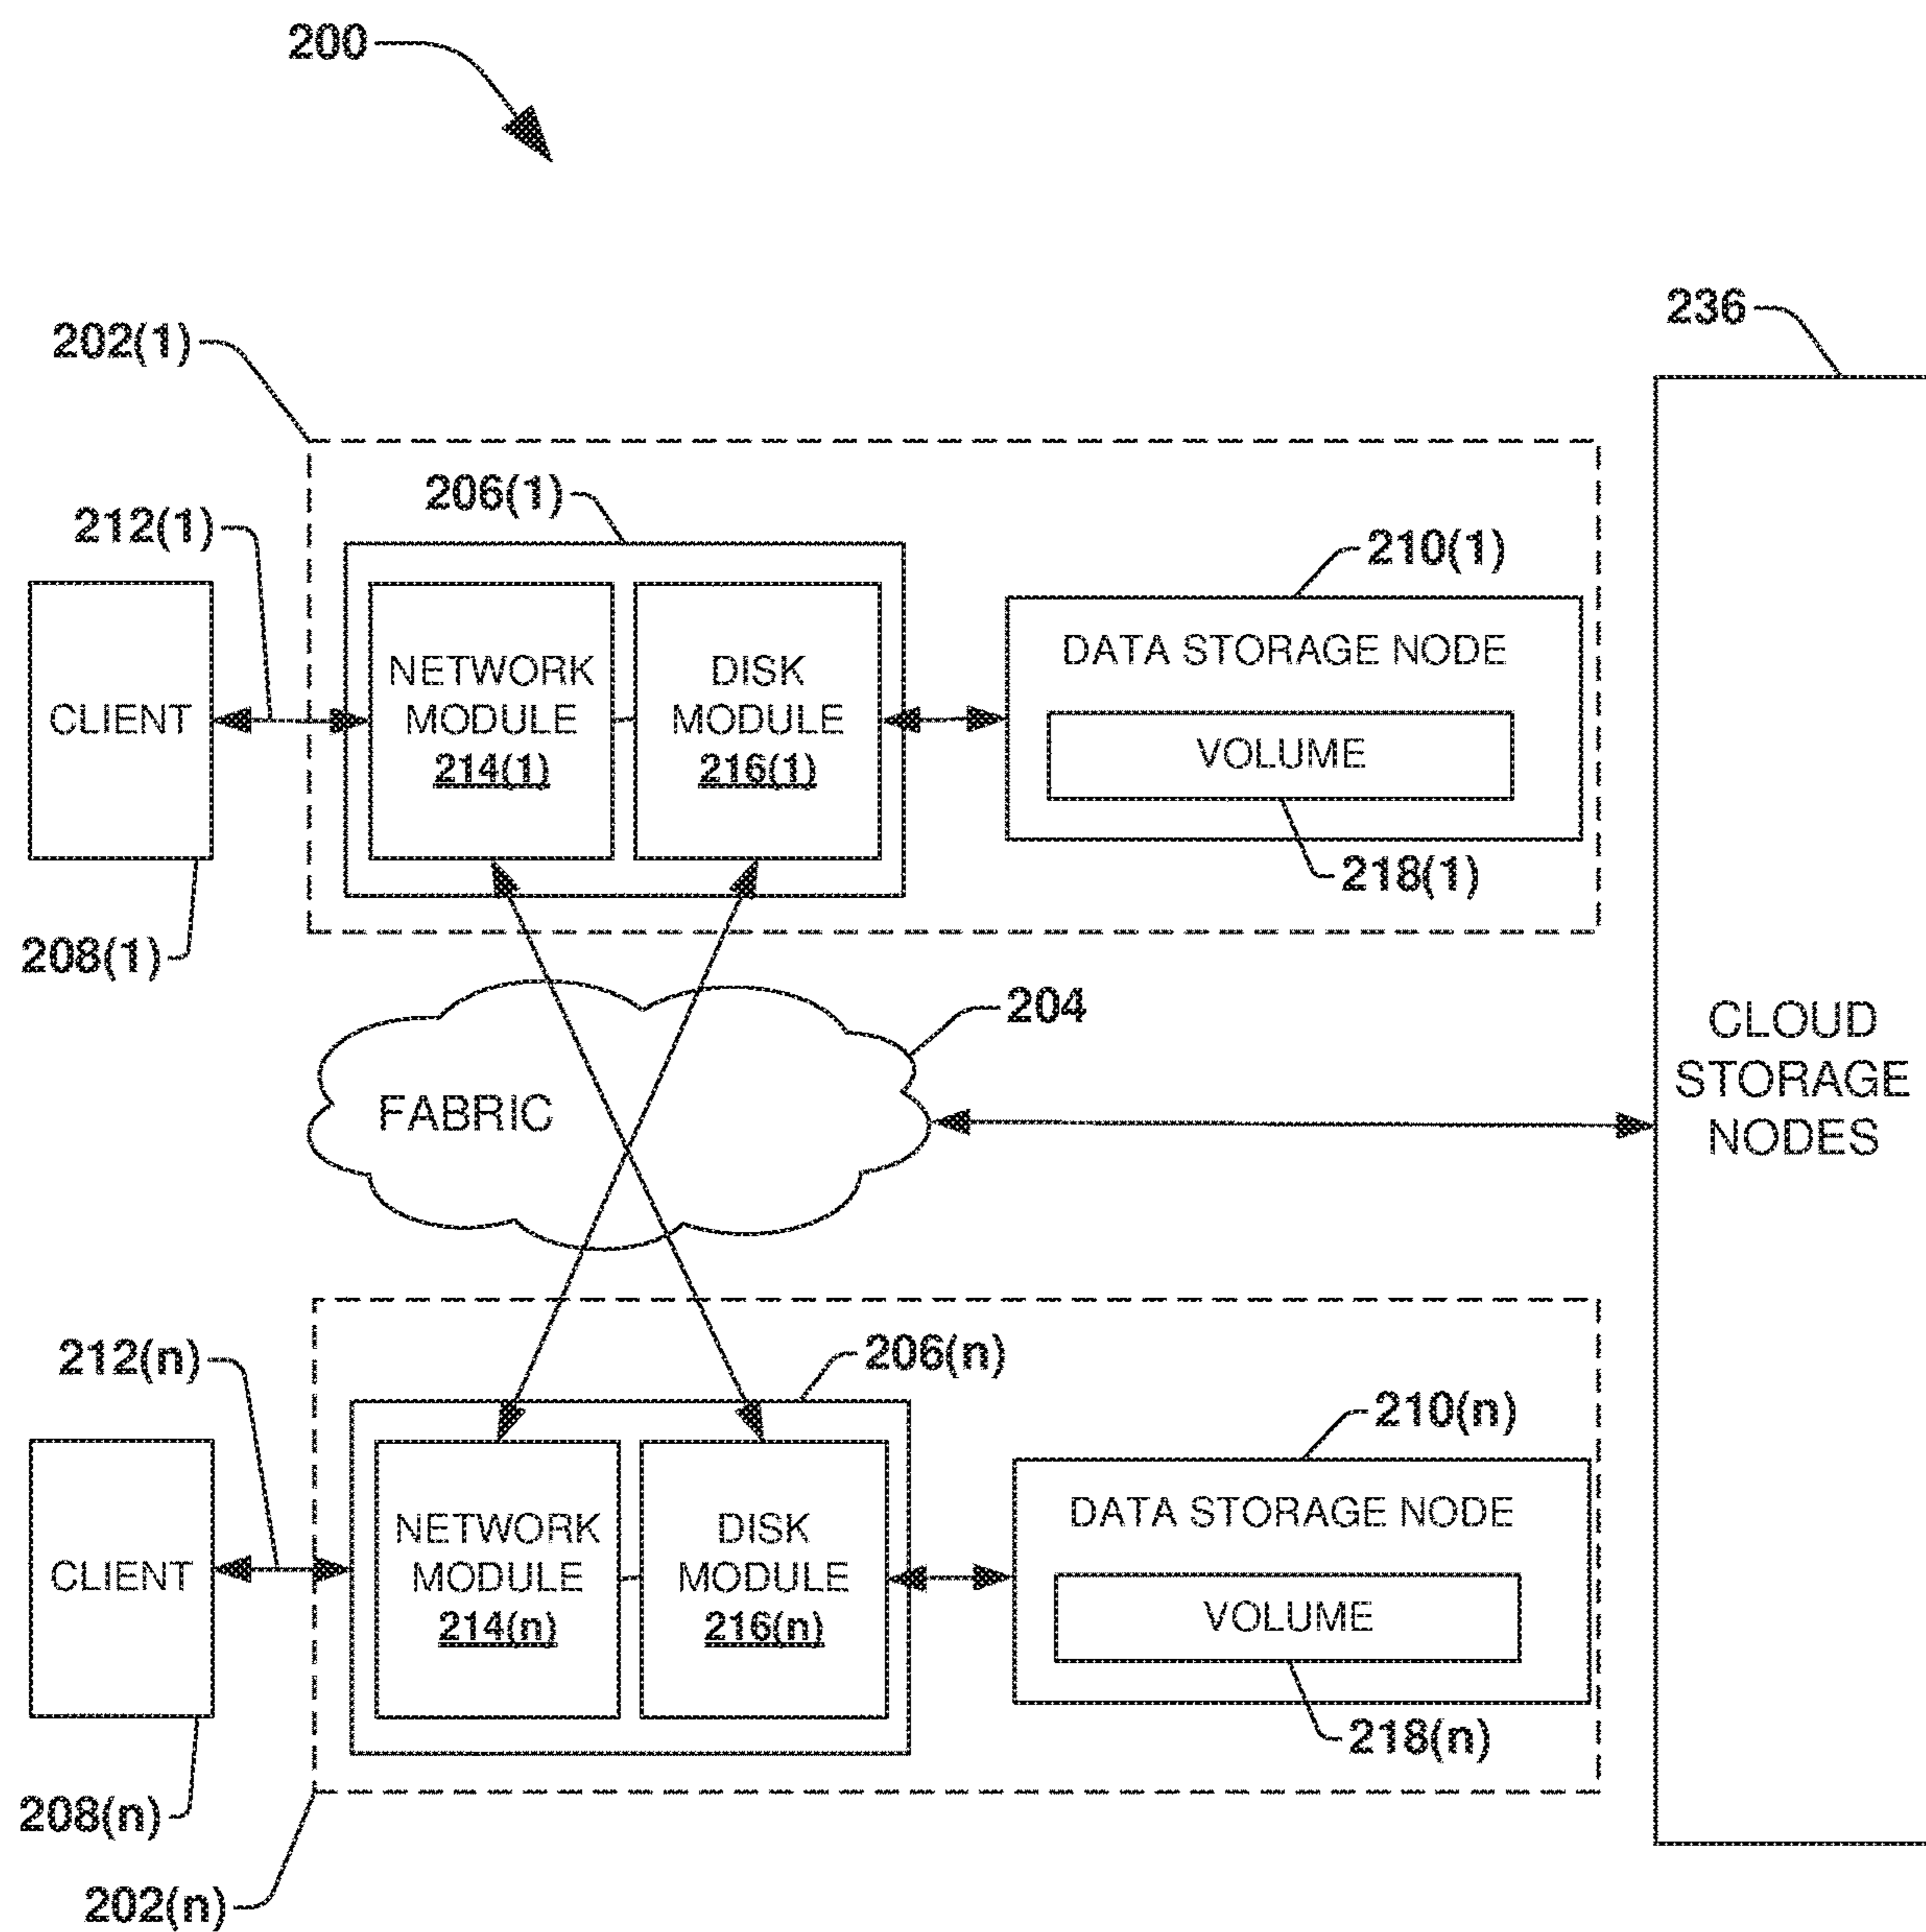 200
236
202(1)
206(1)
212(1)
210(1)
DATA STORAGE NODE
NETWORK
MODULE
214(1)
DISK
MODULE
216(1)
CLIENT
VOLUME
218(1)
208(1)
204
FABRIC
CLOUD
STORAGE
NODES
212(n)
206(n)
210(n)
DATA STORAGE NODE
NETWORK
MODULE
214(n)
DISK
MODULE
216(n)
CLIENT
VOLUME
218(n)
208(n)
202(n)